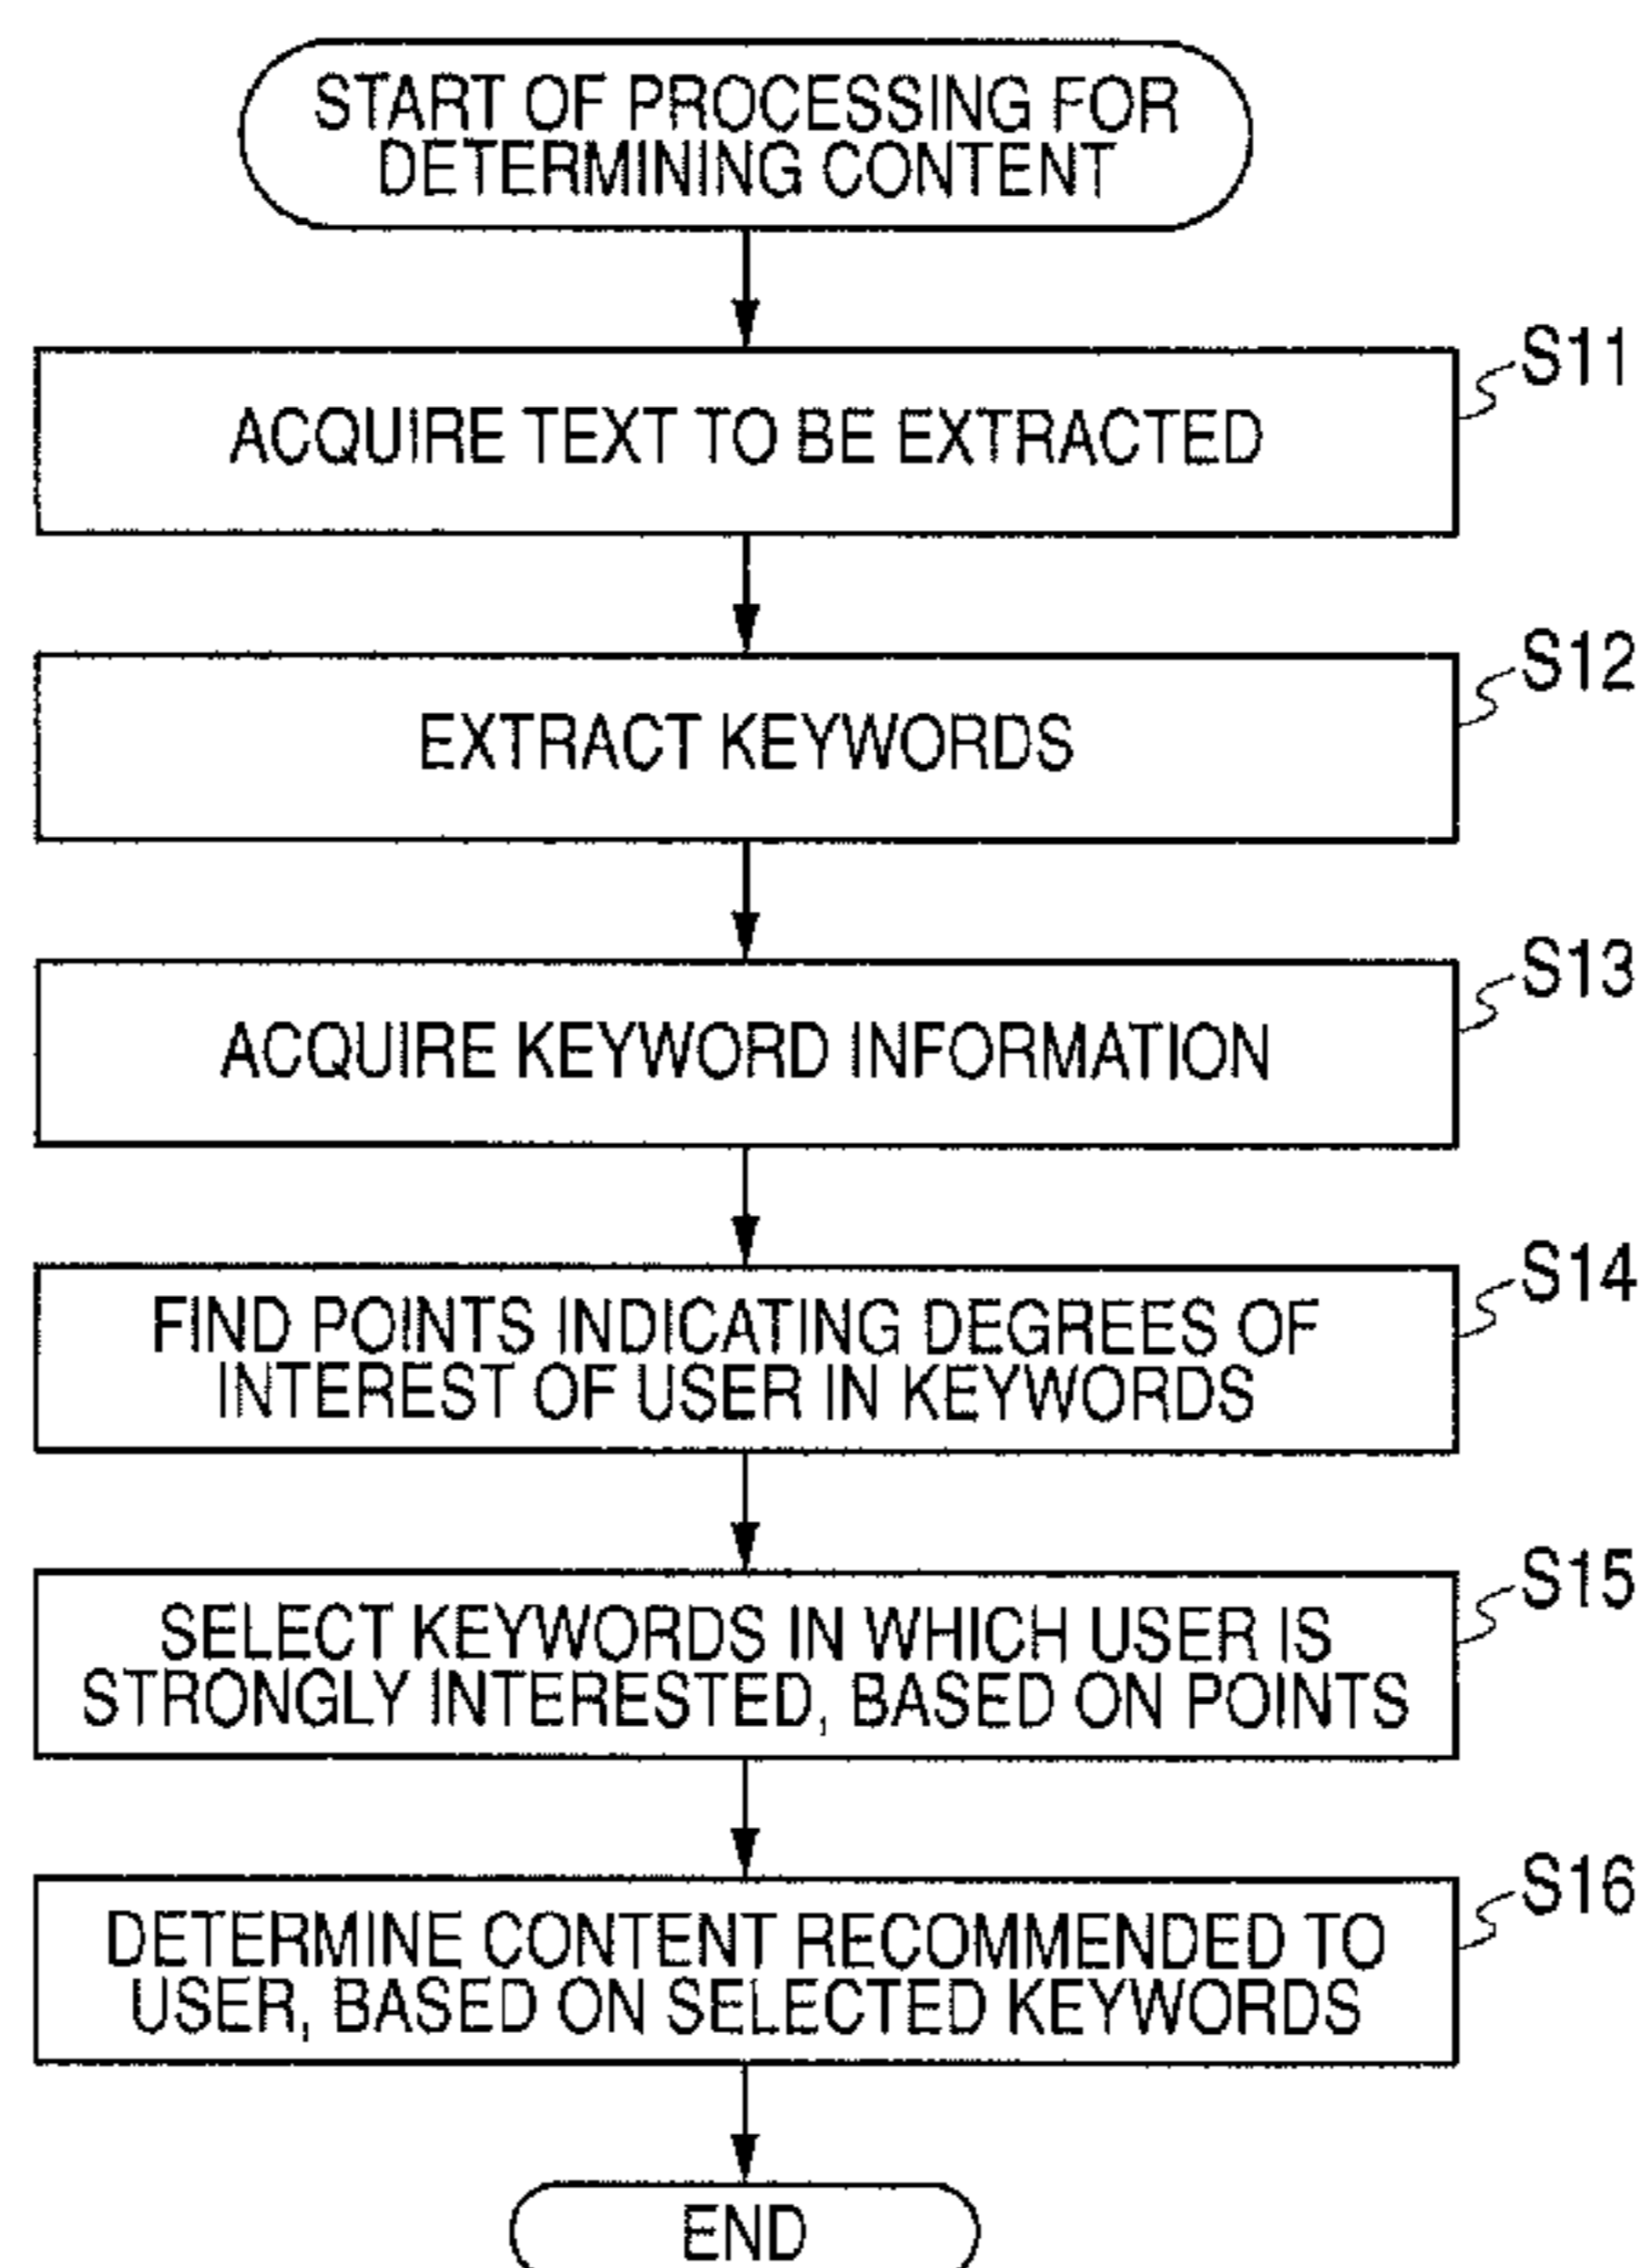 START OF PROCESSING FOR
DETERMINING CONTENT
S11
ACQUIRE TEXT TO BE EXTRACTED
S12
EXTRACT KEYWORDS
S13
ACQUIRE KEYWORD INFORMATION
S14
FIND POINTS INDICATING DEGREES OF
INTEREST OF USER IN KEYWORDS
S15
SELECT KEYWORDS IN WHICH USER IS
STRONGLY INTERESTED, BASED ON POINTS
S16
DETERMINE CONTENT RECOMMENDED TO
USER, BASED ON SELECTED KEYWORDS
END